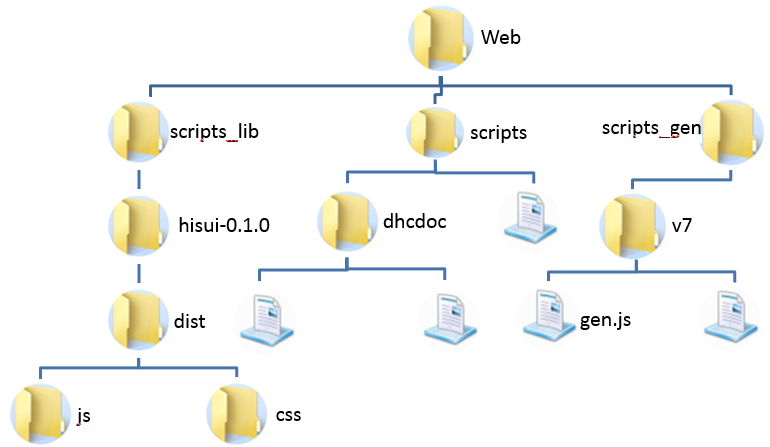 Web
scripts_lib
scripts
scripts_gen
hisui-0.1.0
dhcdoc
v7
dist
gen.js
js
css